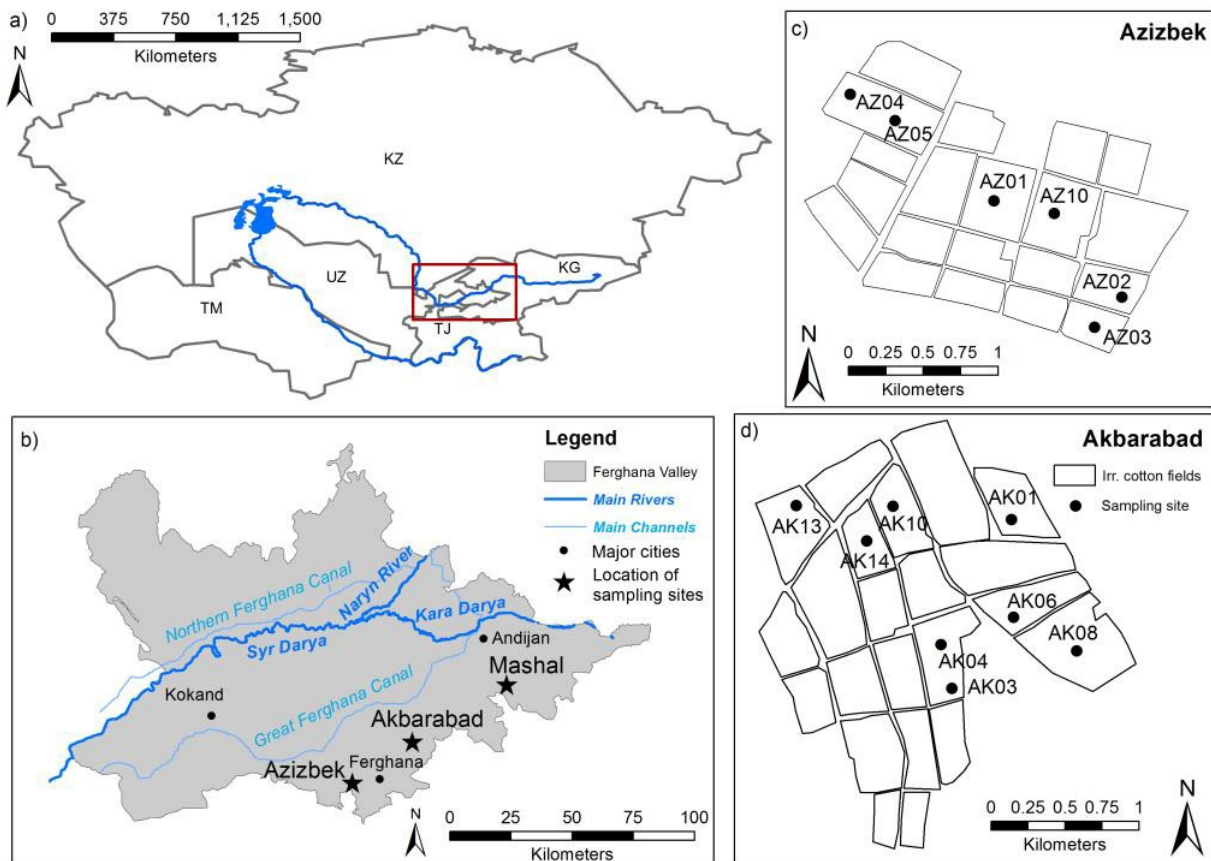 a)
0 375 750 1,125 1,500
Kilometers
N
KZ
UZ
KG
TM
TJ
b)
Legend
Ferghana Valley
Main Rivers
Main Channels
Major cities
Location of
sampling sites
Northern Ferghana Canal
Naryn River
Kara Darya
Syr Darya
Andijan
Mashal
Kokand
Great Ferghana Canal
Akbarabad
Azizbek
Ferghana
N
0 25 50 75 100
Kilometers
c)
Azizbek
AZ04
AZ05
AZ01
AZ10
AZ02
AZ03
N
0 0.25 0.5 0.75 1
Kilometers
d)
Akbarabad
Irr. cotton fields
Sampling site
AK01
AK13
AK10
AK14
AK06
AK08
AK04
AK03
N
0 0.25 0.5 0.75 1
Kilometers